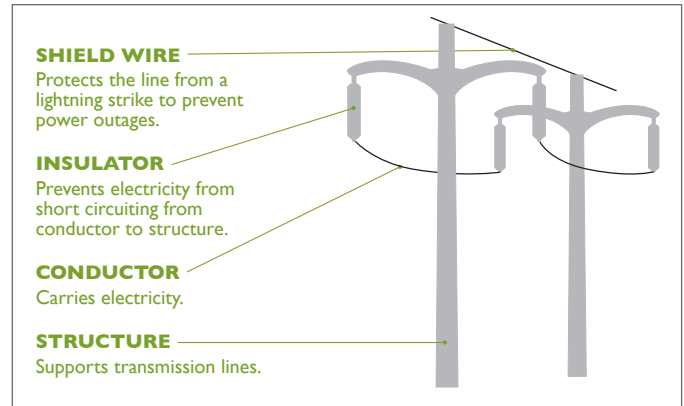 SHIELD WIRE
Protects the line from a
lightning strike to prevent
power outages.
INSULATOR
Prevents electricity from
short circuiting from
conductor to structure.
CONDUCTOR
Carries electricity.
STRUCTURE
Supports transmission lines.